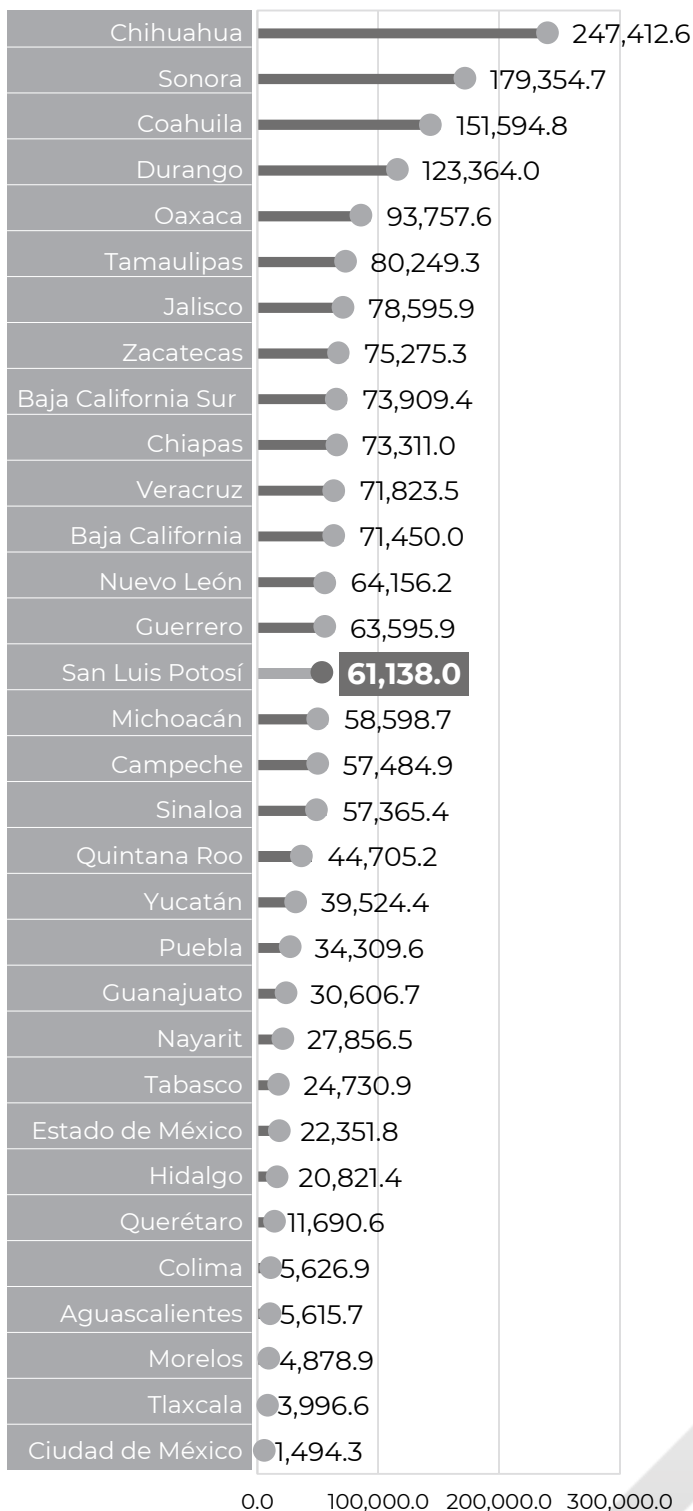 Chihuahua 247,412.6
Sonora 179,354.7
Coahuila 151,594.8
Durango 123,364.0
Oaxaca 93,757.6
Tamaulipas 80,249.3
Jalisco 78,595.9
Zacatecas 75,275.3
Baja California Sur 73,909.4
Chiapas 73,311.0
Veracruz 71,823.5
Baja California 71,450.0
Nuevo León 64,156.2
Guerrero 63,595.9
San Luis Potosí 61,138.0
Michoacán 58,598.7
Campeche 57,484.9
Sinaloa 57,365.4
Quintana Roo 44,705.2
Yucatán 39,524.4
Puebla 34,309.6
Guanajuato 30,606.7
Nayarit 27,856.5
Tabasco 24,730.9
Estado de México 22,351.8
Hidalgo 20,821.4
Querétaro 11,690.6
Colima 5,626.9
Aguascalientes 5,615.7
Morelos 4,878.9
Tlaxcala 3,996.6
Ciudad de México 1,494.3
0.0 100,000.0 200,000.0 300,000.0